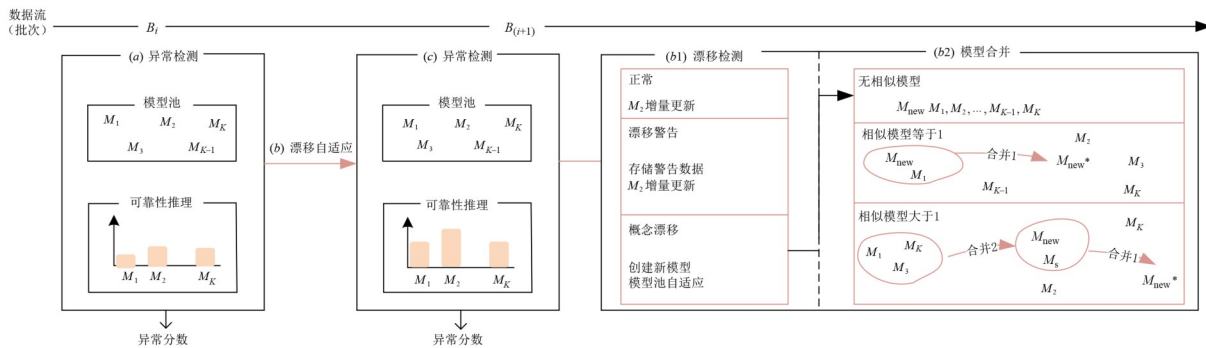 数据流
（批次）
B_i
B_(i+1)
(a) 异常检测
模型池
M_1
M_2
M_K
M_3
M_{K-1}
可靠性推理
M_1
M_2
M_K
异常分数
(b) 漂移自适应
(c) 异常检测
模型池
M_1
M_2
M_K
M_3
M_{K-1}
可靠性推理
M_1
M_2
M_K
异常分数
(b1) 漂移检测
正常
M_2增量更新
漂移警告
存储警告数据
M_2增量更新
概念漂移
创建新模型
模型池自适应
(b2) 模型合并
无相似模型
M_new M_1, M_2, ..., M_{K-1}, M_K
相似模型等于1
M_new
M_1
合并1
M_new*
M_2
M_3
M_{K-1}
M_K
相似模型大于1
M_1
M_K
M_3
合并2
M_new
M_s
合并1
M_new*
M_K
M_2